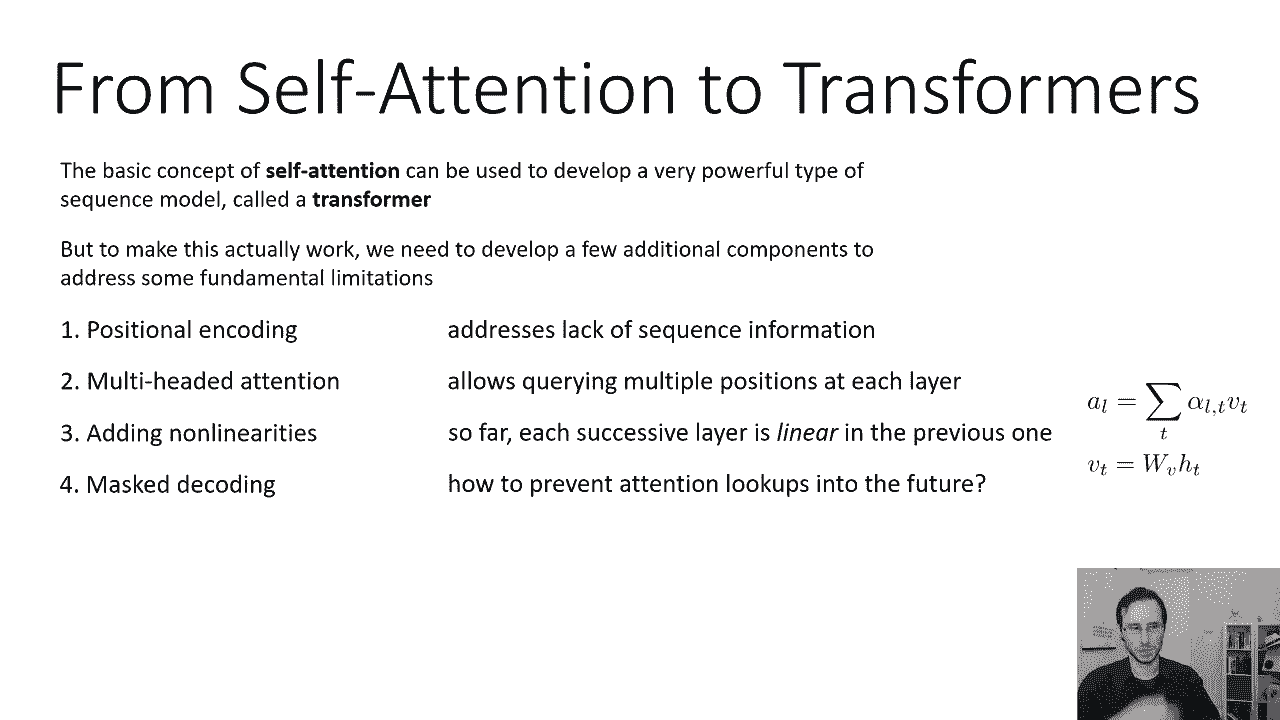 From Self-Attention to Transformers
The basic concept of self-attention can be used to develop a very powerful type of
sequence model, called a transformer
But to make this actually work, we need to develop a few additional components to
address some fundamental limitations
1. Positional encoding addresses lack of sequence information
2. Multi-headed attention allows querying multiple positions at each layer
3. Adding nonlinearities so far, each successive layer is linear in the previous one
4. Masked decoding how to prevent attention lookups into the future?
a_l = ∑_t α_{l,t} v_t
v_t = W_v h_t